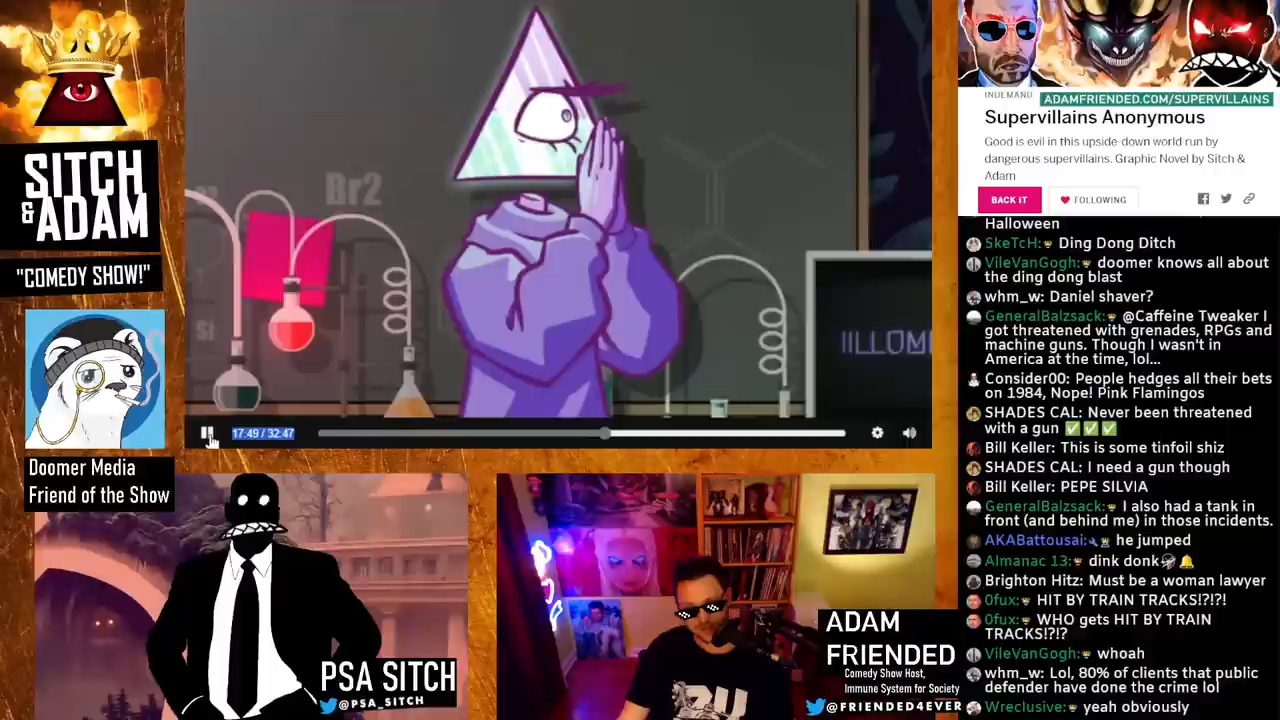 SITCH
& ADAM
"COMEDY SHOW!"
Doomer Media
Friend of the Show
Br2
SI
ILLOMI
17:49 / 32:47
PSA SITCH
@PSA_SITCH
ADAM
FRIENDED
Comedy Show Host,
Immune System for Society
@FRIENDED4EVER
INDEMAND
ADAMFRIENDED.COM/SUPERVILLAINS
Supervillains Anonymous
Good is evil in this upside-down world run by
dangerous supervillains. Graphic Novel by Sitch &
Adam
BACK IT
FOLLOWING
Halloween
SkeTcH: Ding Dong Ditch
VileVanGogh: doomer knows all about
the ding dong blast
whm_w: Daniel shaver?
GeneralBalzsack: @Caffeine Tweaker I
got threatened with grenades, RPGs and
machine guns. Though I wasn't in
America at the time, lol...
Consider00: People hedges all their bets
on 1984, Nope! Pink Flamingos
SHADES CAL: Never been threatened
with a gun ✅✅✅
Bill Keller: This is some tinfoil shiz
SHADES CAL: I need a gun though
Bill Keller: PEPE SILVIA
GeneralBalzsack: I also had a tank in
front (and behind me) in those incidents.
AKABattousai: he jumped
Almanac 13: dink donk🔔
Brighton Hitz: Must be a woman lawyer
0fux: HIT BY TRAIN TRACKS!?!?!
0fux: WHO gets HIT BY TRAIN
TRACKS!?!?
VileVanGogh: whoah
whm_w: Lol, 80% of clients that public
defender have done the crime lol
Wreclusive: yeah obviously